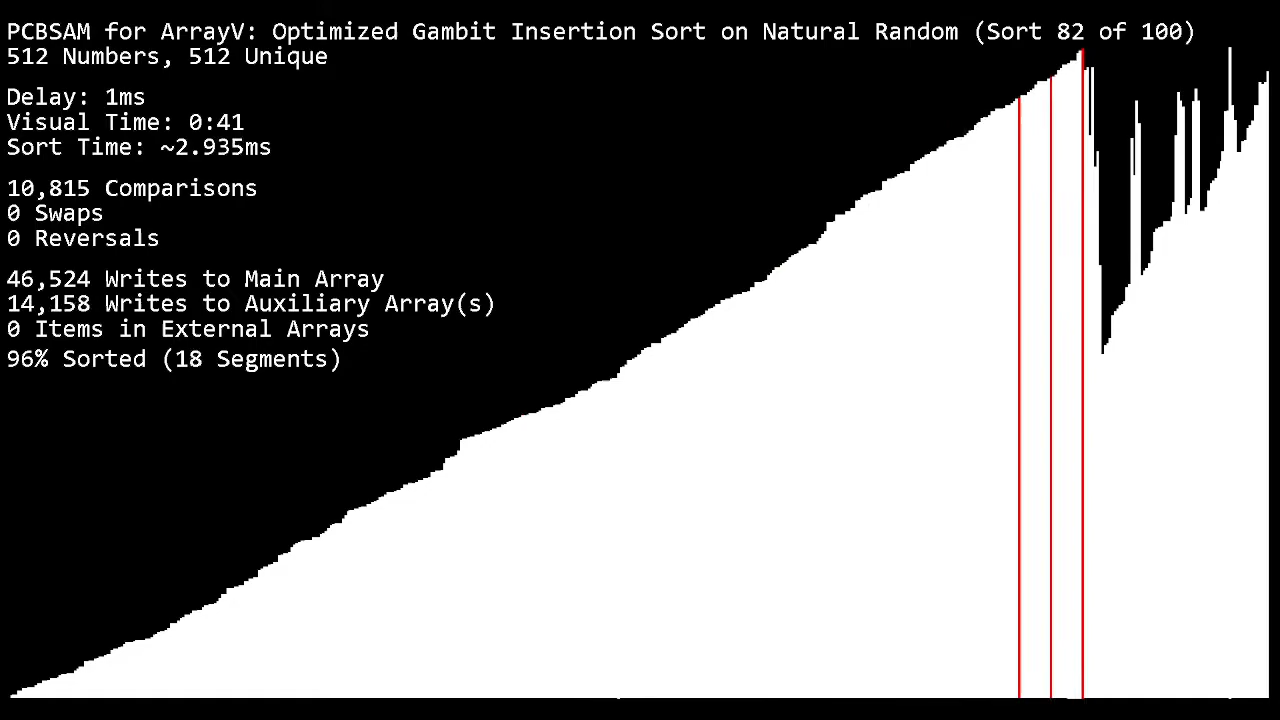 PCBSAM for ArrayV: Optimized Gambit Insertion Sort on Natural Random (Sort 82 of 100)
512 Numbers, 512 Unique
Delay: 1ms
Visual Time: 0:41
Sort Time: ~2.935ms
10,815 Comparisons
0 Swaps
0 Reversals
46,524 Writes to Main Array
14,158 Writes to Auxiliary Array(s)
0 Items in External Arrays
96% Sorted (18 Segments)